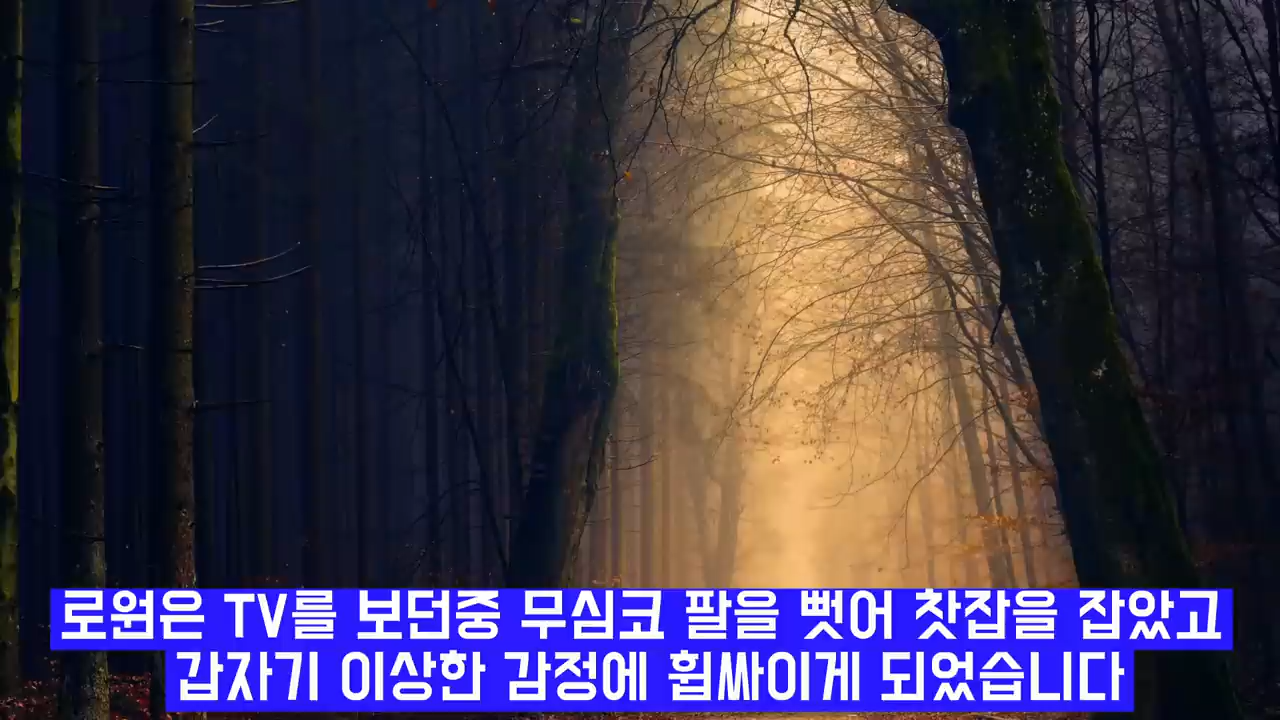 로원은 TV를 보던중 무심코 팔을 뻣어 찻잡을 잡았고
갑자기 이상한 감정에 휩싸이게 되었습니다